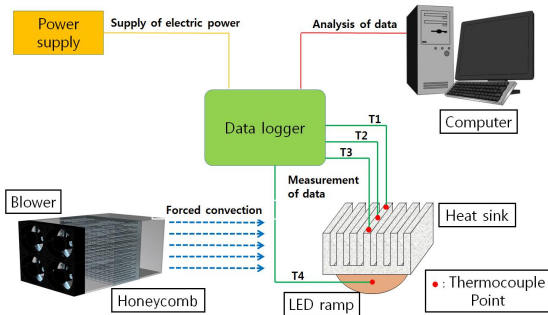 Power
supply
Supply of electric power
Analysis of data
Computer
Data logger
T1
T2
T3
Measurement
of data
Blower
Forced convection
Heat sink
T4
Honeycomb
LED ramp
: Thermocouple
Point